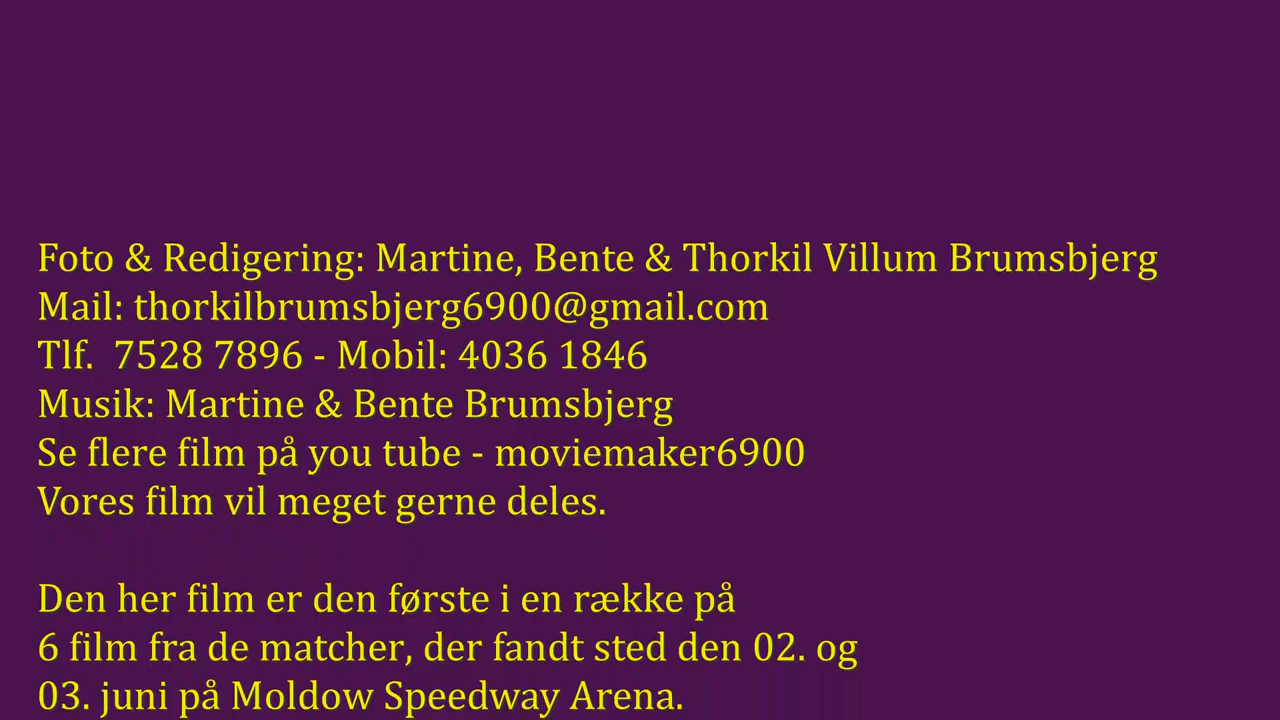 Foto & Redigering: Martine, Bente & Thorkil Villum Brumsbjerg
Mail: thorkilbrumsbjerg6900@gmail.com
Tlf.  7528 7896 - Mobil: 4036 1846
Musik: Martine & Bente Brumsbjerg
Se flere film på you tube - moviemaker6900
Vores film vil meget gerne deles.
Den her film er den første i en række på
6 film fra de matcher, der fandt sted den 02. og
03. juni på Moldow Speedway Arena.